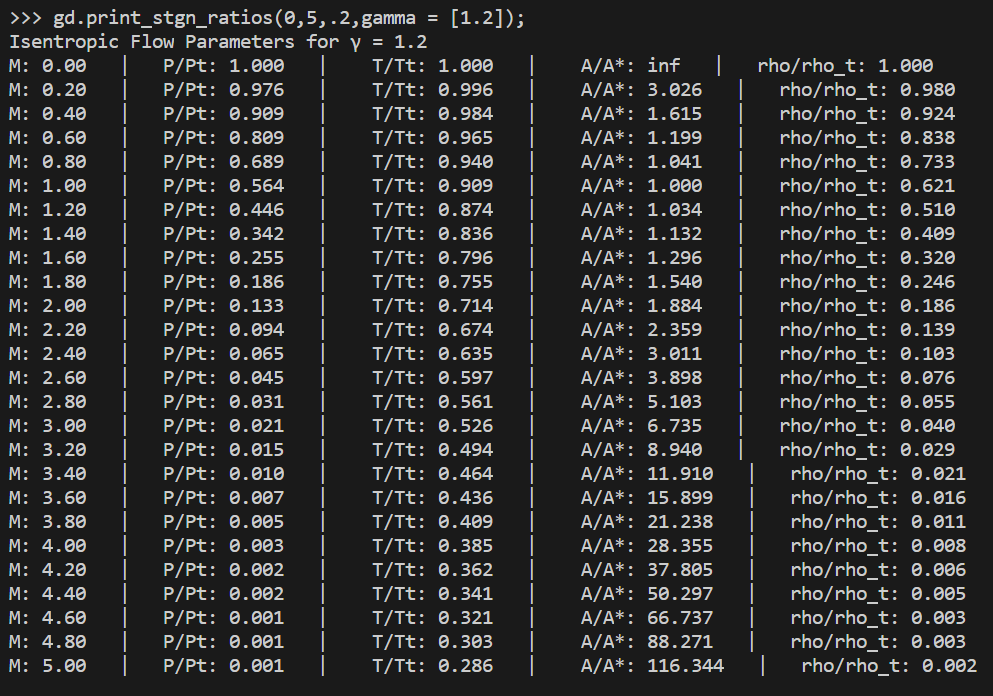 >>> gd.print_stgn_ratios(0,5,.2,gamma = [1.2]);
Isentropic Flow Parameters for γ = 1.2
M: 0.00   |   P/Pt: 1.000   |    T/Tt: 1.000   |    A/A*: inf   |   rho/rho_t: 1.000
M: 0.20   |   P/Pt: 0.976   |    T/Tt: 0.996   |    A/A*: 3.026   |   rho/rho_t: 0.980
M: 0.40   |   P/Pt: 0.909   |    T/Tt: 0.984   |    A/A*: 1.615   |   rho/rho_t: 0.924
M: 0.60   |   P/Pt: 0.809   |    T/Tt: 0.965   |    A/A*: 1.199   |   rho/rho_t: 0.838
M: 0.80   |   P/Pt: 0.689   |    T/Tt: 0.940   |    A/A*: 1.041   |   rho/rho_t: 0.733
M: 1.00   |   P/Pt: 0.564   |    T/Tt: 0.909   |    A/A*: 1.000   |   rho/rho_t: 0.621
M: 1.20   |   P/Pt: 0.446   |    T/Tt: 0.874   |    A/A*: 1.034   |   rho/rho_t: 0.510
M: 1.40   |   P/Pt: 0.342   |    T/Tt: 0.836   |    A/A*: 1.132   |   rho/rho_t: 0.409
M: 1.60   |   P/Pt: 0.255   |    T/Tt: 0.796   |    A/A*: 1.296   |   rho/rho_t: 0.320
M: 1.80   |   P/Pt: 0.186   |    T/Tt: 0.755   |    A/A*: 1.540   |   rho/rho_t: 0.246
M: 2.00   |   P/Pt: 0.133   |    T/Tt: 0.714   |    A/A*: 1.884   |   rho/rho_t: 0.186
M: 2.20   |   P/Pt: 0.094   |    T/Tt: 0.674   |    A/A*: 2.359   |   rho/rho_t: 0.139
M: 2.40   |   P/Pt: 0.065   |    T/Tt: 0.635   |    A/A*: 3.011   |   rho/rho_t: 0.103
M: 2.60   |   P/Pt: 0.045   |    T/Tt: 0.597   |    A/A*: 3.898   |   rho/rho_t: 0.076
M: 2.80   |   P/Pt: 0.031   |    T/Tt: 0.561   |    A/A*: 5.103   |   rho/rho_t: 0.055
M: 3.00   |   P/Pt: 0.021   |    T/Tt: 0.526   |    A/A*: 6.735   |   rho/rho_t: 0.040
M: 3.20   |   P/Pt: 0.015   |    T/Tt: 0.494   |    A/A*: 8.940   |   rho/rho_t: 0.029
M: 3.40   |   P/Pt: 0.010   |    T/Tt: 0.464   |    A/A*: 11.910   |   rho/rho_t: 0.021
M: 3.60   |   P/Pt: 0.007   |    T/Tt: 0.436   |    A/A*: 15.899   |   rho/rho_t: 0.016
M: 3.80   |   P/Pt: 0.005   |    T/Tt: 0.409   |    A/A*: 21.238   |   rho/rho_t: 0.011
M: 4.00   |   P/Pt: 0.003   |    T/Tt: 0.385   |    A/A*: 28.355   |   rho/rho_t: 0.008
M: 4.20   |   P/Pt: 0.002   |    T/Tt: 0.362   |    A/A*: 37.805   |   rho/rho_t: 0.006
M: 4.40   |   P/Pt: 0.002   |    T/Tt: 0.341   |    A/A*: 50.297   |   rho/rho_t: 0.005
M: 4.60   |   P/Pt: 0.001   |    T/Tt: 0.321   |    A/A*: 66.737   |   rho/rho_t: 0.003
M: 4.80   |   P/Pt: 0.001   |    T/Tt: 0.303   |    A/A*: 88.271   |   rho/rho_t: 0.003
M: 5.00   |   P/Pt: 0.001   |    T/Tt: 0.286   |    A/A*: 116.344   |   rho/rho_t: 0.002